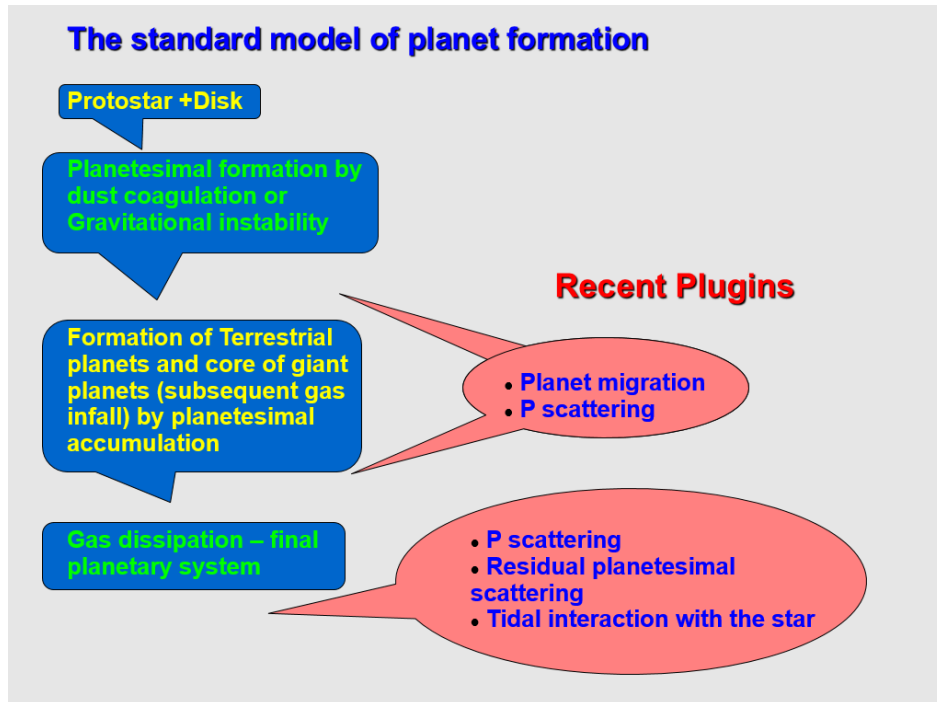 The standard model of planet formation
Protostar +Disk
Planetesimal formation by
dust coagulation or
Gravitational instability
Recent Plugins
Formation of Terrestrial
planets and core of giant
planets (subsequent gas
infall) by planetesimal
accumulation
• Planet migration
• P scattering
Gas dissipation – final
planetary system
• P scattering
• Residual planetesimal
scattering
• Tidal interaction with the star